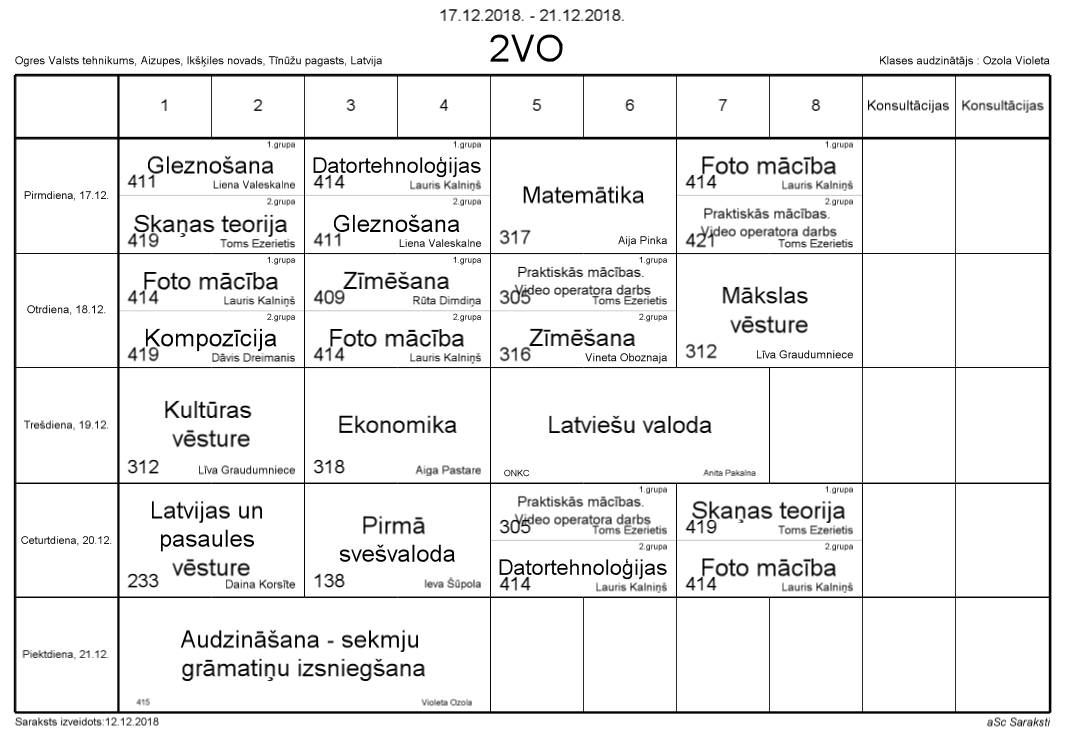 17.12.2018. - 21.12.2018.
2VO
Ogres Valsts tehnikums, Aizupes, Ikšķiles novads, Tīnūžu pagasts, Latvija
Klases audzinātājs : Ozola Violeta
1 2 3 4 5 6 7 8 Konsultācijas Konsultācijas
Pirmdiena, 17.12.
1.grupa
Gleznošana
411 Liena Valeskalne
2.grupa
Skaņas teorija
419 Toms Ezerietis
1.grupa
Datortehnoloģijas
414 Lauris Kalniņš
2.grupa
Gleznošana
411 Liena Valeskalne
Matemātika
317 Aija Pinka
1.grupa
Foto mācība
414 Lauris Kalniņš
2.grupa
Praktiskās mācības.
Video operatora darbs
421 Toms Ezerietis
Otrdiena, 18.12.
1.grupa
Foto mācība
414 Lauris Kalniņš
2.grupa
Kompozīcija
419 Dāvis Dreimanis
1.grupa
Zīmēšana
409 Rūta Dimdiņa
2.grupa
Foto mācība
414 Lauris Kalniņš
1.grupa
Praktiskās mācības.
Video operatora darbs
305 Toms Ezerietis
2.grupa
Zīmēšana
316 Vineta Oboznaja
Mākslas
vēsture
312 Līva Graudumniece
Trešdiena, 19.12.
Kultūras
vēsture
312 Līva Graudumniece
Ekonomika
318 Aiga Pastare
Latviešu valoda
ONKC Anita Pakalna
Ceturtdiena, 20.12.
Latvijas un
pasaules
vēsture
233 Daina Korsīte
Pirmā
svešvaloda
138 Ieva Šūpola
1.grupa
Praktiskās mācības.
Video operatora darbs
305 Toms Ezerietis
2.grupa
Datortehnoloģijas
414 Lauris Kalniņš
1.grupa
Skaņas teorija
419 Toms Ezerietis
2.grupa
Foto mācība
414 Lauris Kalniņš
Piektdiena, 21.12.
Audzināšana - sekmju
grāmatiņu izsniegšana
415 Violeta Ozola
Saraksts izveidots:12.12.2018
aSc Saraksti